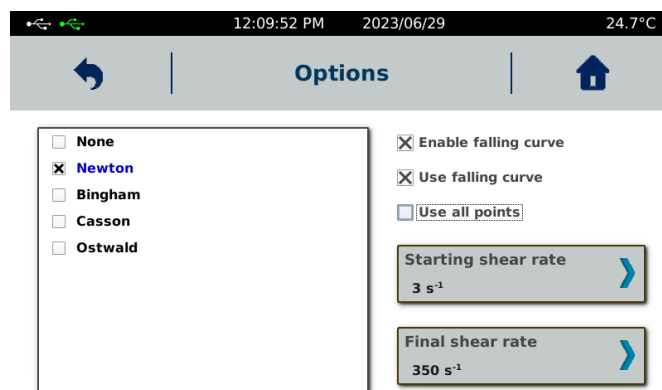 12:09:52 PM 2023/06/29 24.7°C
Options
None
Newton
Bingham
Casson
Ostwald
Enable falling curve
Use falling curve
Use all points
Starting shear rate
3 s⁻¹
Final shear rate
350 s⁻¹